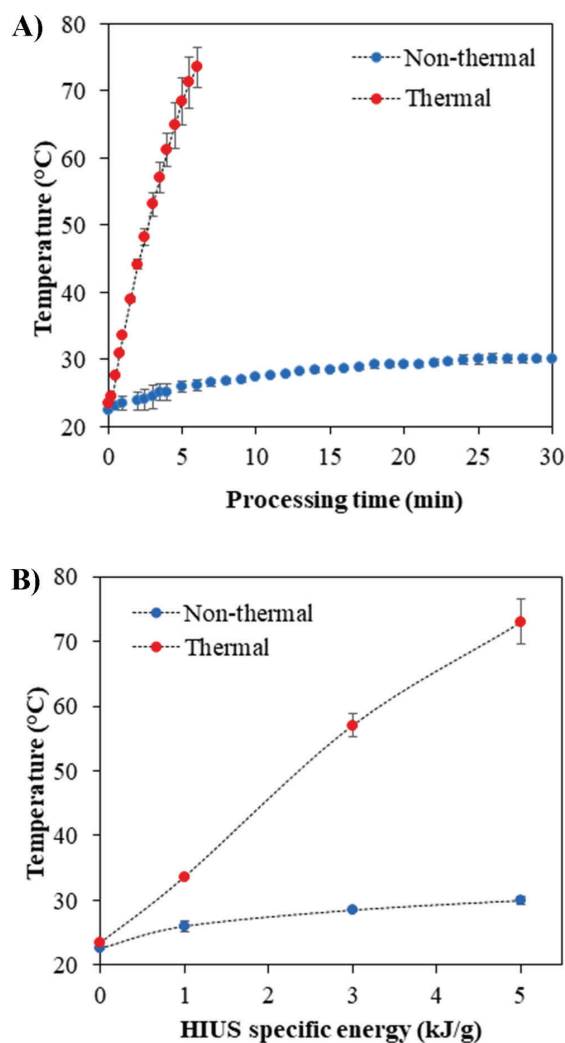 A)
80
70
60
50
40
30
20
Temperature (°C)
Non-thermal
Thermal
0 5 10 15 20 25 30
Processing time (min)
B)
80
70
60
50
40
30
20
Temperature (°C)
Non-thermal
Thermal
0 1 2 3 4 5
HIUS specific energy (kJ/g)